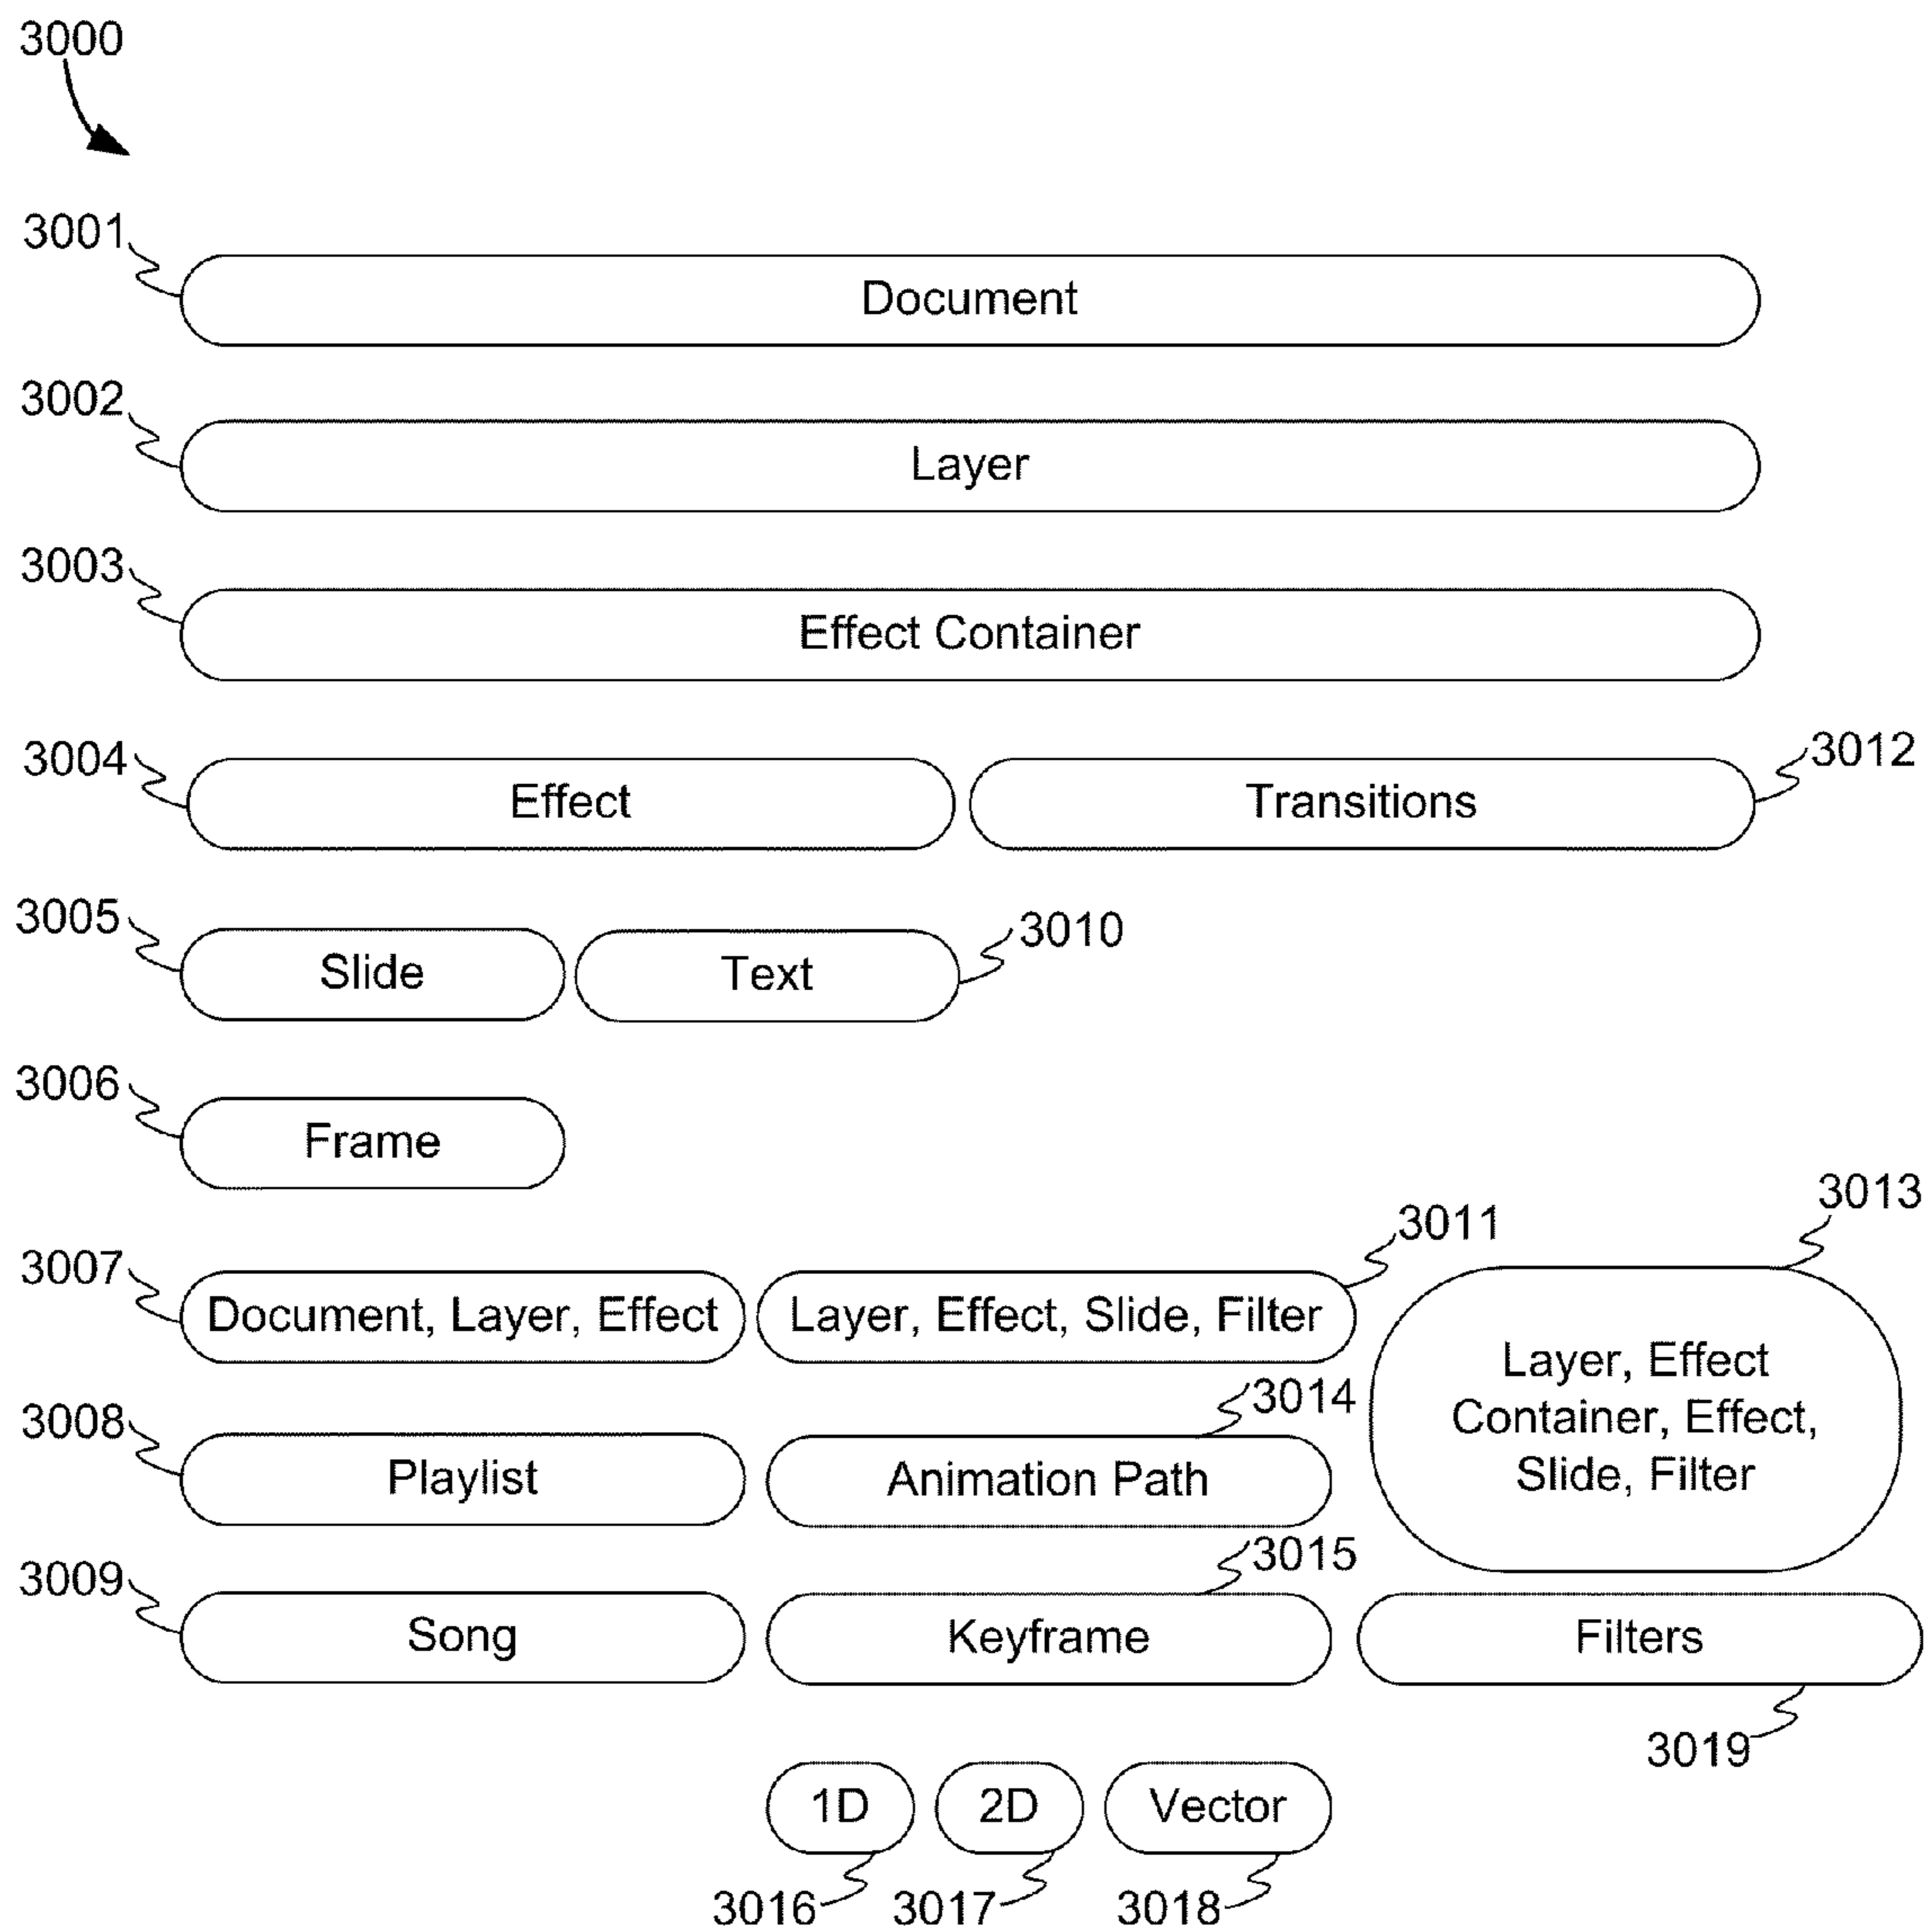 3000
3001
Document
3002
Layer
3003
Effect Container
3004
Effect
Transitions
3012
3005
Slide
Text
3010
3006
Frame
3013
3011
3007
Document, Layer, Effect
Layer, Effect, Slide, Filter
Layer, Effect
Container, Effect,
Slide, Filter
3014
3008
Playlist
Animation Path
3015
3009
Song
Keyframe
Filters
3019
1D
2D
Vector
3016
3017
3018